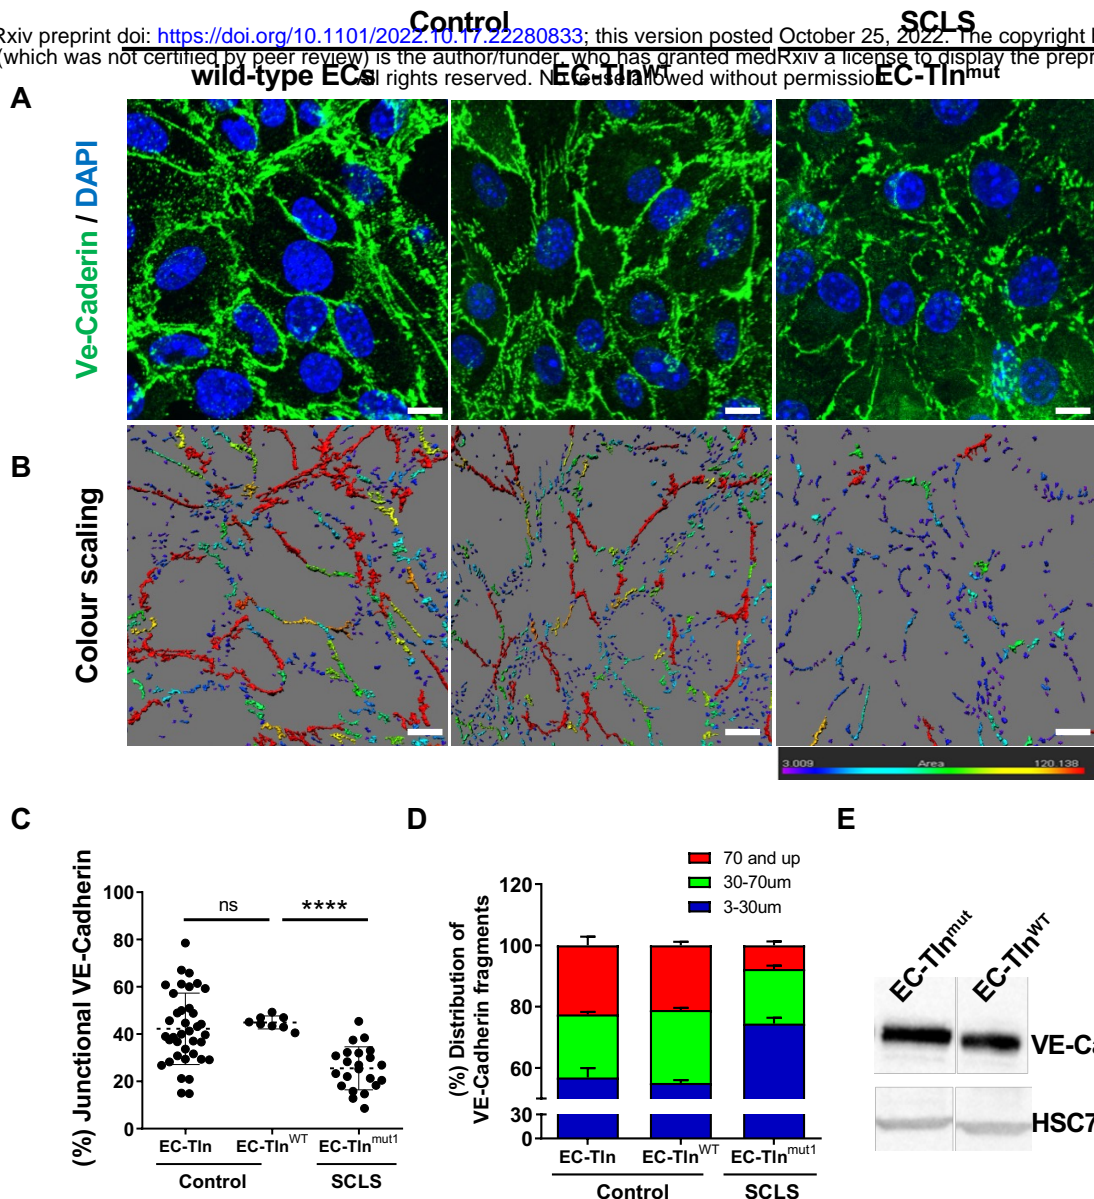 Control
SCLS
Rxiv preprint doi: https://doi.org/10.1101/2022.10.17.22280833; this version posted October 25, 2022. The copyright
(which was not certified by peer review) is the author/funder, who has granted medRxiv a license to display the prepr
All rights reserved. No reuse allowed without permission
wild-type ECs
EC-Tln^WT
EC-Tln^mut
A
Ve-Caderin / DAPI
B
Colour scaling
3.009 Area 120.138
C
(%) Junctional VE-Cadherin
100
80
60
40
20
0
ns
****
EC-Tln
EC-Tln^WT
EC-Tln^mut1
Control
SCLS
D
70 and up
30-70um
3-30um
(%) Distribution of
VE-Cadherin fragments
120
100
80
60
30
0
EC-Tln
EC-Tln^WT
EC-Tln^mut1
Control
SCLS
E
EC-Tln^mut
EC-Tln^WT
VE-Ca
HSC7